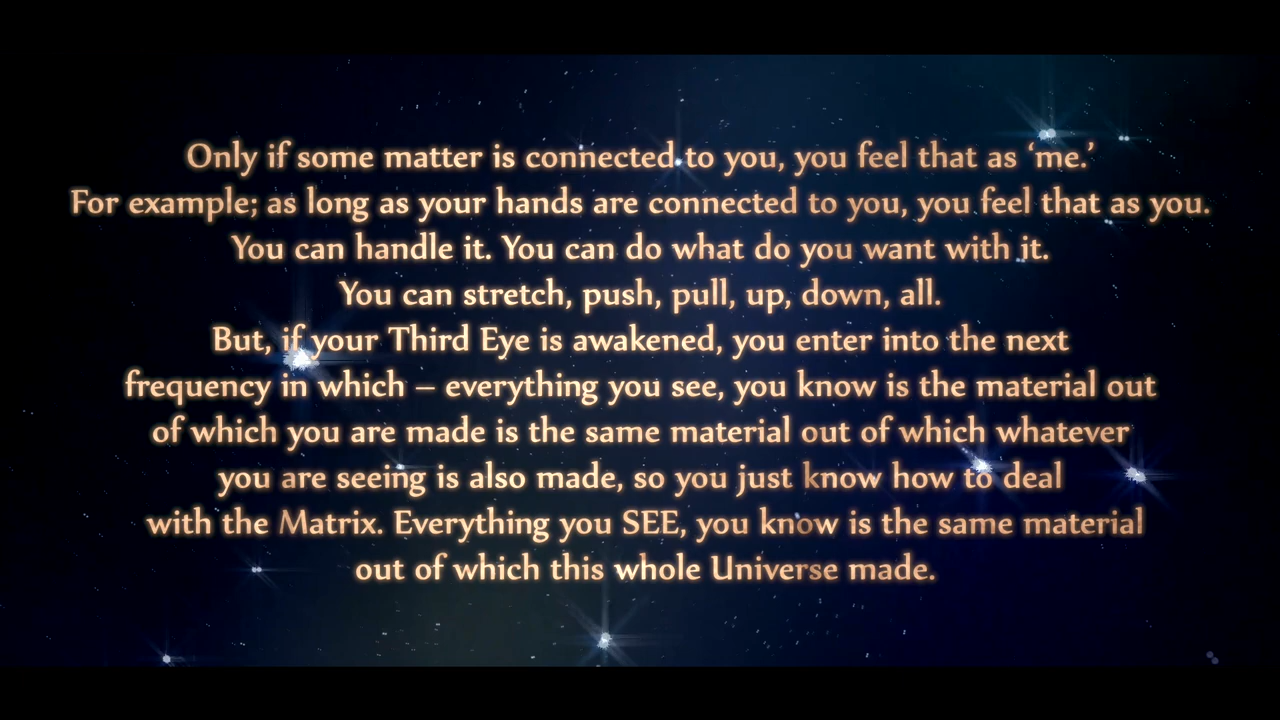 Only if some matter is connected to you, you feel that as ‘me.’
For example; as long as your hands are connected to you, you feel that as you.
You can handle it. You can do what do you want with it.
You can stretch, push, pull, up, down, all.
But, if your Third Eye is awakened, you enter into the next
frequency in which – everything you see, you know is the material out
of which you are made is the same material out of which whatever
you are seeing is also made, so you just know how to deal
with the Matrix. Everything you SEE, you know is the same material
out of which this whole Universe made.